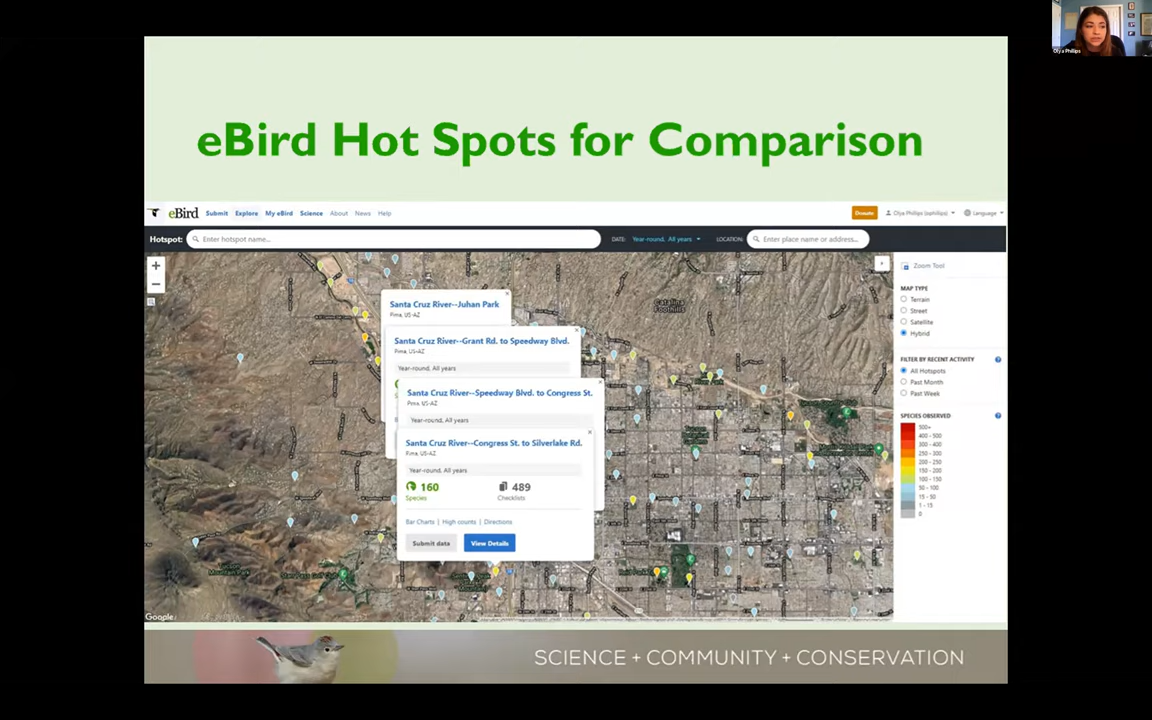 Olya Phillips
eBird Hot Spots for Comparison
eBird Submit Explore My eBird Science About News Help
Donate Olya Phillips (ophillips) Language
Hotspot: Enter hotspot name... DATE: Year-round, All years LOCATION: Enter place name or address...
Zoom Tool
MAP TYPE
Terrain
Street
Satellite
Hybrid
FILTER BY RECENT ACTIVITY
All Hotspots
Past Month
Past Week
SPECIES OBSERVED
500+
400 - 500
300 - 400
250 - 300
200 - 250
150 - 200
100 - 150
50 - 100
15 - 50
1 - 15
0
Catalina
Foothills
Santa Cruz River--Juhan Park
Pima, US-AZ
Santa Cruz River--Grant Rd. to Speedway Blvd.
Pima, US-AZ
Year-round, All years
Santa Cruz River--Speedway Blvd. to Congress St.
Pima, US-AZ
Year-round, All years
Santa Cruz River--Congress St. to Silverlake Rd.
Pima, US-AZ
Year-round, All years
160 489
Species Checklists
Bar Charts | High counts | Directions
Submit data View Details
Google
SCIENCE + COMMUNITY + CONSERVATION